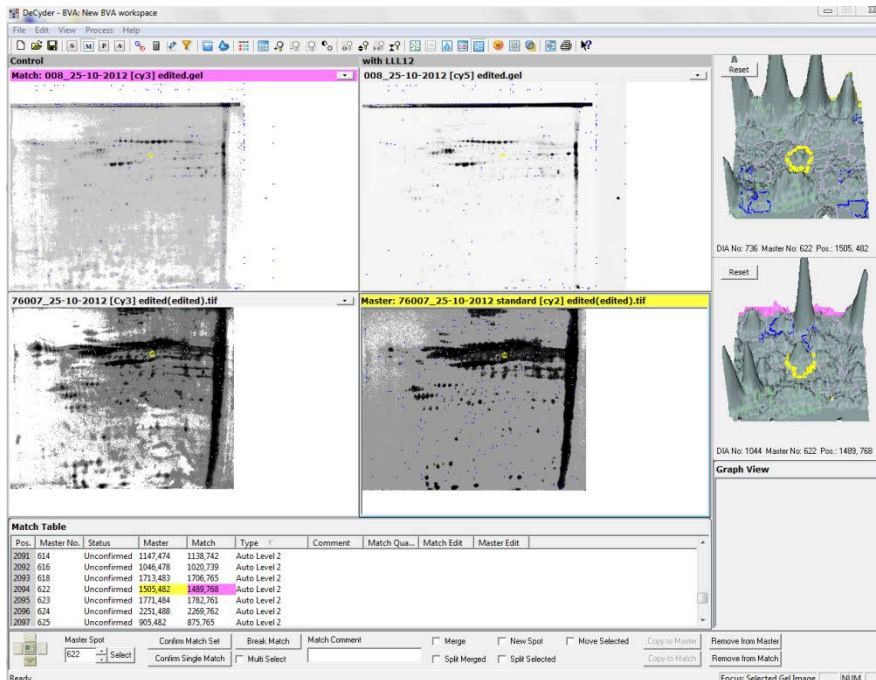 DeCyder - BVA: New BVA workspace
File Edit View Process Help
S M P A
Control
with LLL12
Match: 008_25-10-2012 [cy3] edited.gel
008_25-10-2012 [cy5] edited.gel
Reset
DIA No: 736 Master No: 622 Pos.: 1505, 482
76007_25-10-2012 [Cy3] edited(edited).tif
Master: 76007_25-10-2012 standard [cy2] edited(edited).tif
Reset
DIA No: 1044 Master No: 622 Pos.: 1489, 768
Graph View
Match Table
Pos. Master No. Status Master Match Type Comment Match Qua... Match Edit Master Edit
2091 614 Unconfirmed 1147,474 1138,742 Auto Level 2
2092 616 Unconfirmed 1046,478 1020,739 Auto Level 2
2093 618 Unconfirmed 1713,483 1706,765 Auto Level 2
2094 622 Unconfirmed 1505,482 1489,768 Auto Level 2
2095 623 Unconfirmed 1771,484 1782,761 Auto Level 2
2096 624 Unconfirmed 2251,488 2269,762 Auto Level 2
2097 625 Unconfirmed 905,482 875,765 Auto Level 2
Master Spot
622 Select
Confirm Match Set Break Match Match Comment Merge New Spot Move Selected Copy to Master Remove from Master
Confirm Single Match Multi Select Split Merged Split Selected Copy to Match Remove from Match
Ready
Focus: Selected Gel Image NUM